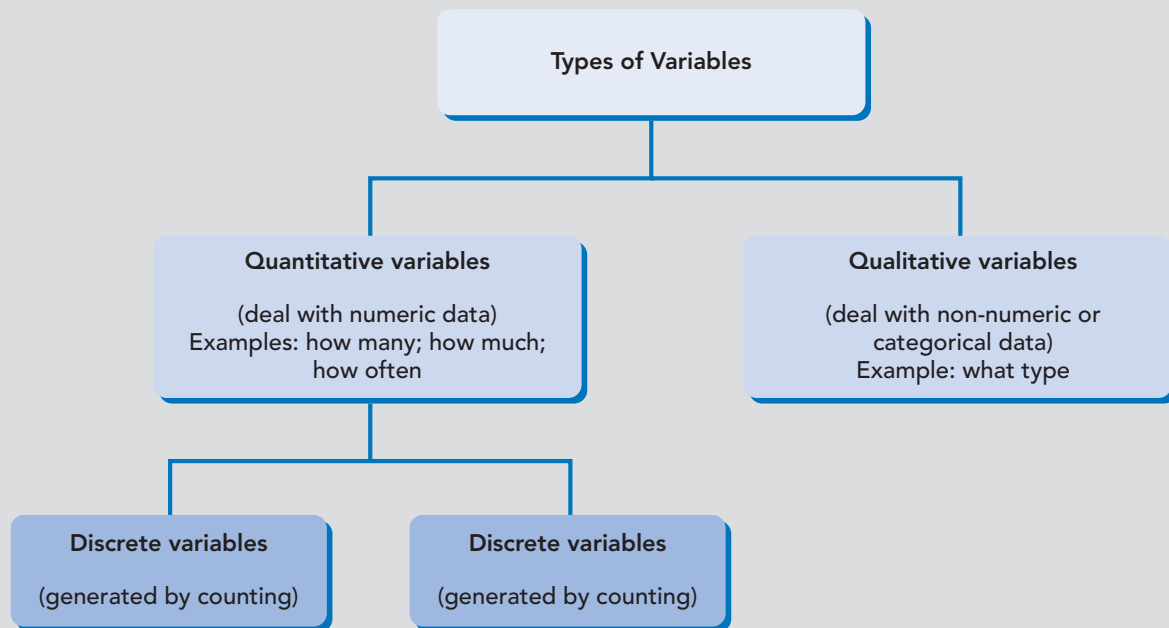 Types of Variables
Quantitative variables
(deal with numeric data)
Examples: how many; how much;
how often
Qualitative variables
(deal with non-numeric or
categorical data)
Example: what type
Discrete variables
(generated by counting)
Discrete variables
(generated by counting)